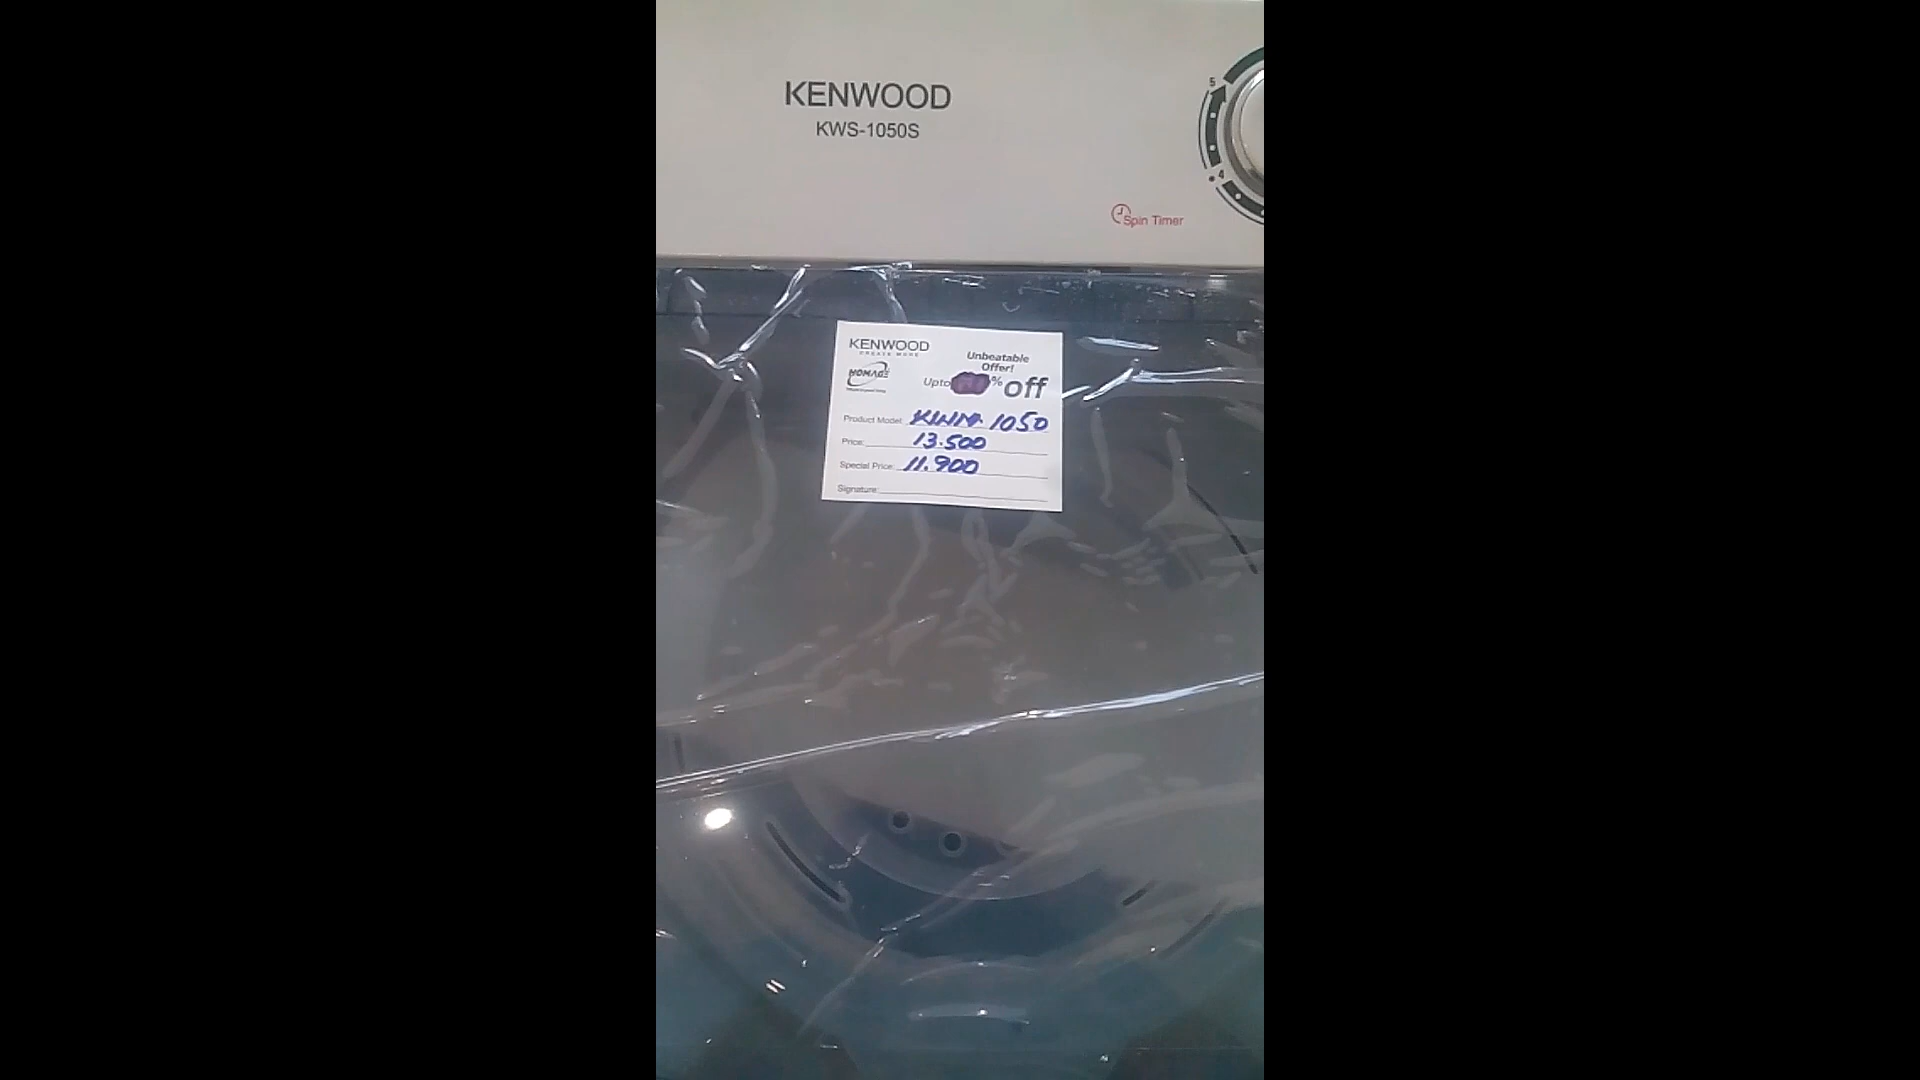 KENWOOD
KWS-1050S
5
4
Spin Timer
KENWOOD
CREATE MORE
HOMAGE
Unbeatable
Offer!
Upto % off
Product Model: KWM-1050
Price: 13.500
Special Price: 11.900
Signature: